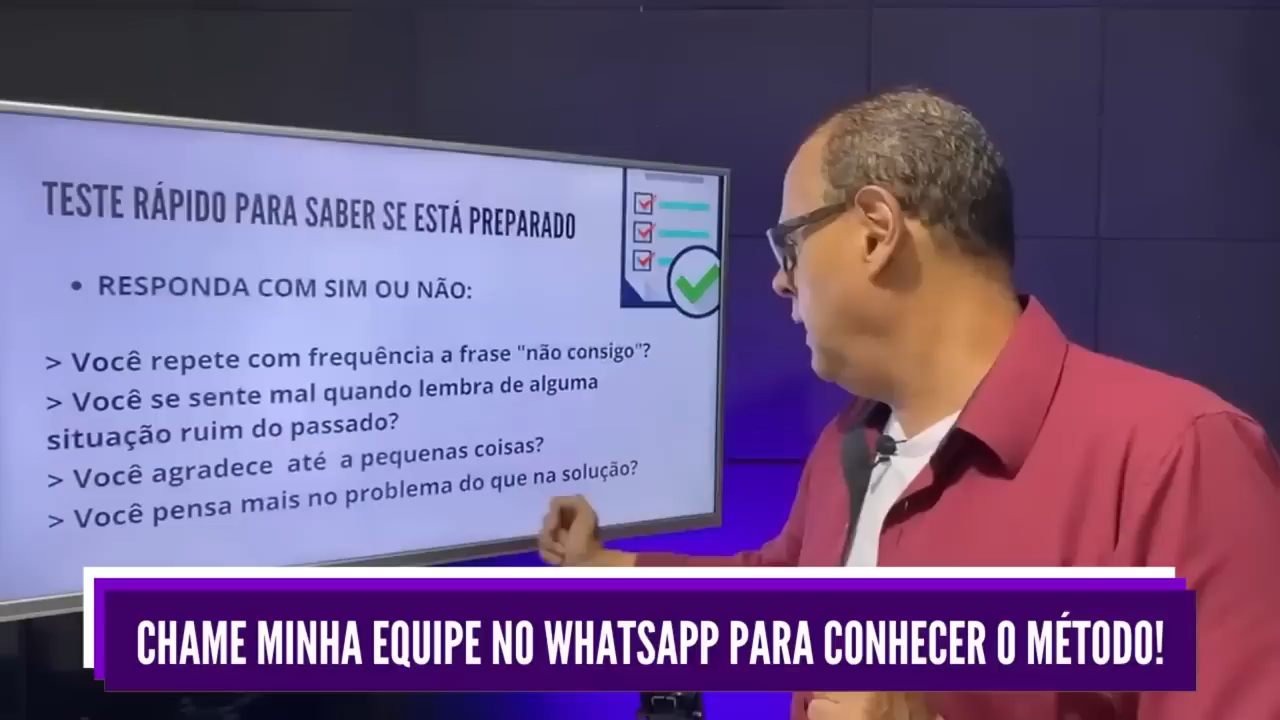 TESTE RÁPIDO PARA SABER SE ESTÁ PREPARADO
• RESPONDA COM SIM OU NÃO:
> Você repete com frequência a frase "não consigo"?
> Você se sente mal quando lembra de alguma
situação ruim do passado?
> Você agradece até a pequenas coisas?
> Você pensa mais no problema do que na solução?
CHAME MINHA EQUIPE NO WHATSAPP PARA CONHECER O MÉTODO!